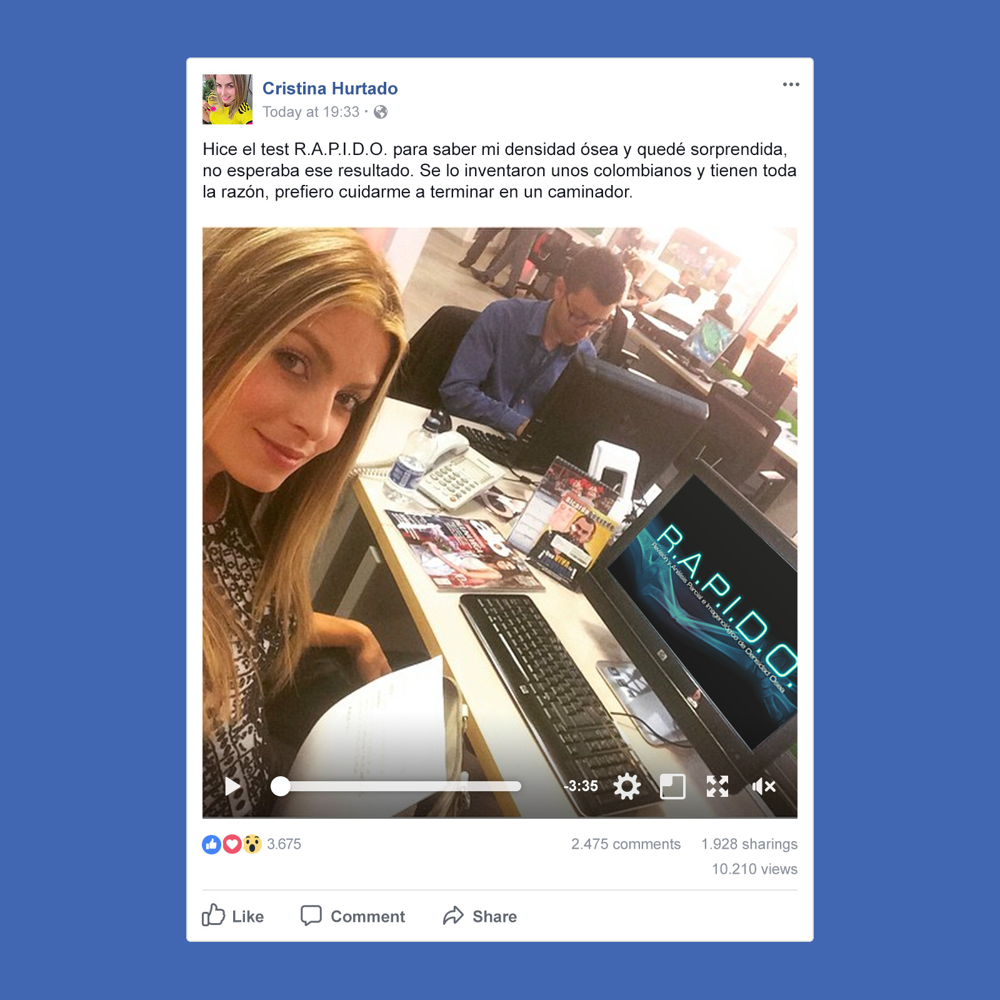 Cristina Hurtado
Today at 19:33 ·
Hice el test R.A.P.I.D.O. para saber mi densidad ósea y quedé sorprendida,
no esperaba ese resultado. Se lo inventaron unos colombianos y tienen toda
la razón, prefiero cuidarme a terminar en un caminador.
R.A.P.I.D.O.
Revisión y Análisis Parcial e Imagenológico de Densidad Ósea
-3:35
3.675
2.475 comments 1.928 sharings
10.210 views
Like Comment Share